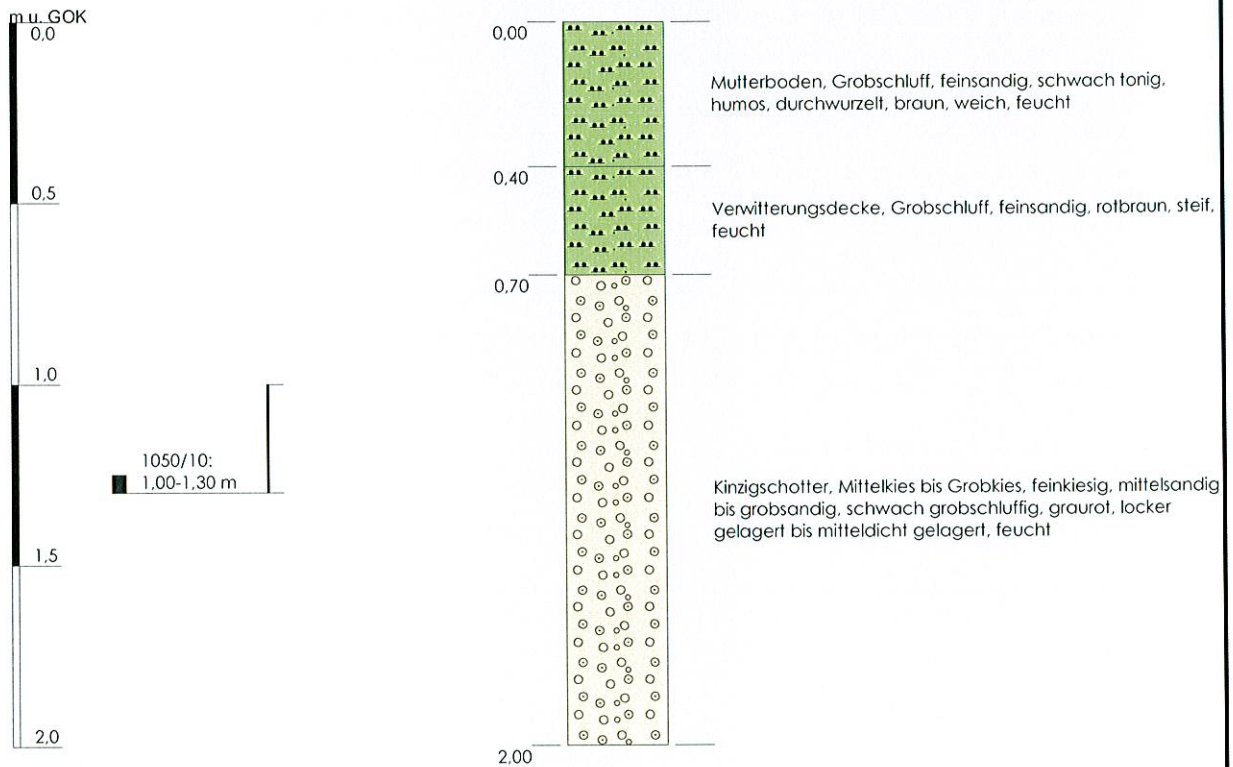 m u. GOK
0,0
0,5
1,0
1,5
2,0
1050/10:
1,00-1,30 m
0,00
0,40
0,70
2,00
Mutterboden, Grobschluff, feinsandig, schwach tonig,
humos, durchwurzelt, braun, weich, feucht
Verwitterungsdecke, Grobschluff, feinsandig, rotbraun, steif,
feucht
Kinzigschotter, Mittelkies bis Grobkies, feinkiesig, mittelsandig
bis grobsandig, schwach grobschluffig, graurot, locker
gelagert bis mitteldicht gelagert, feucht